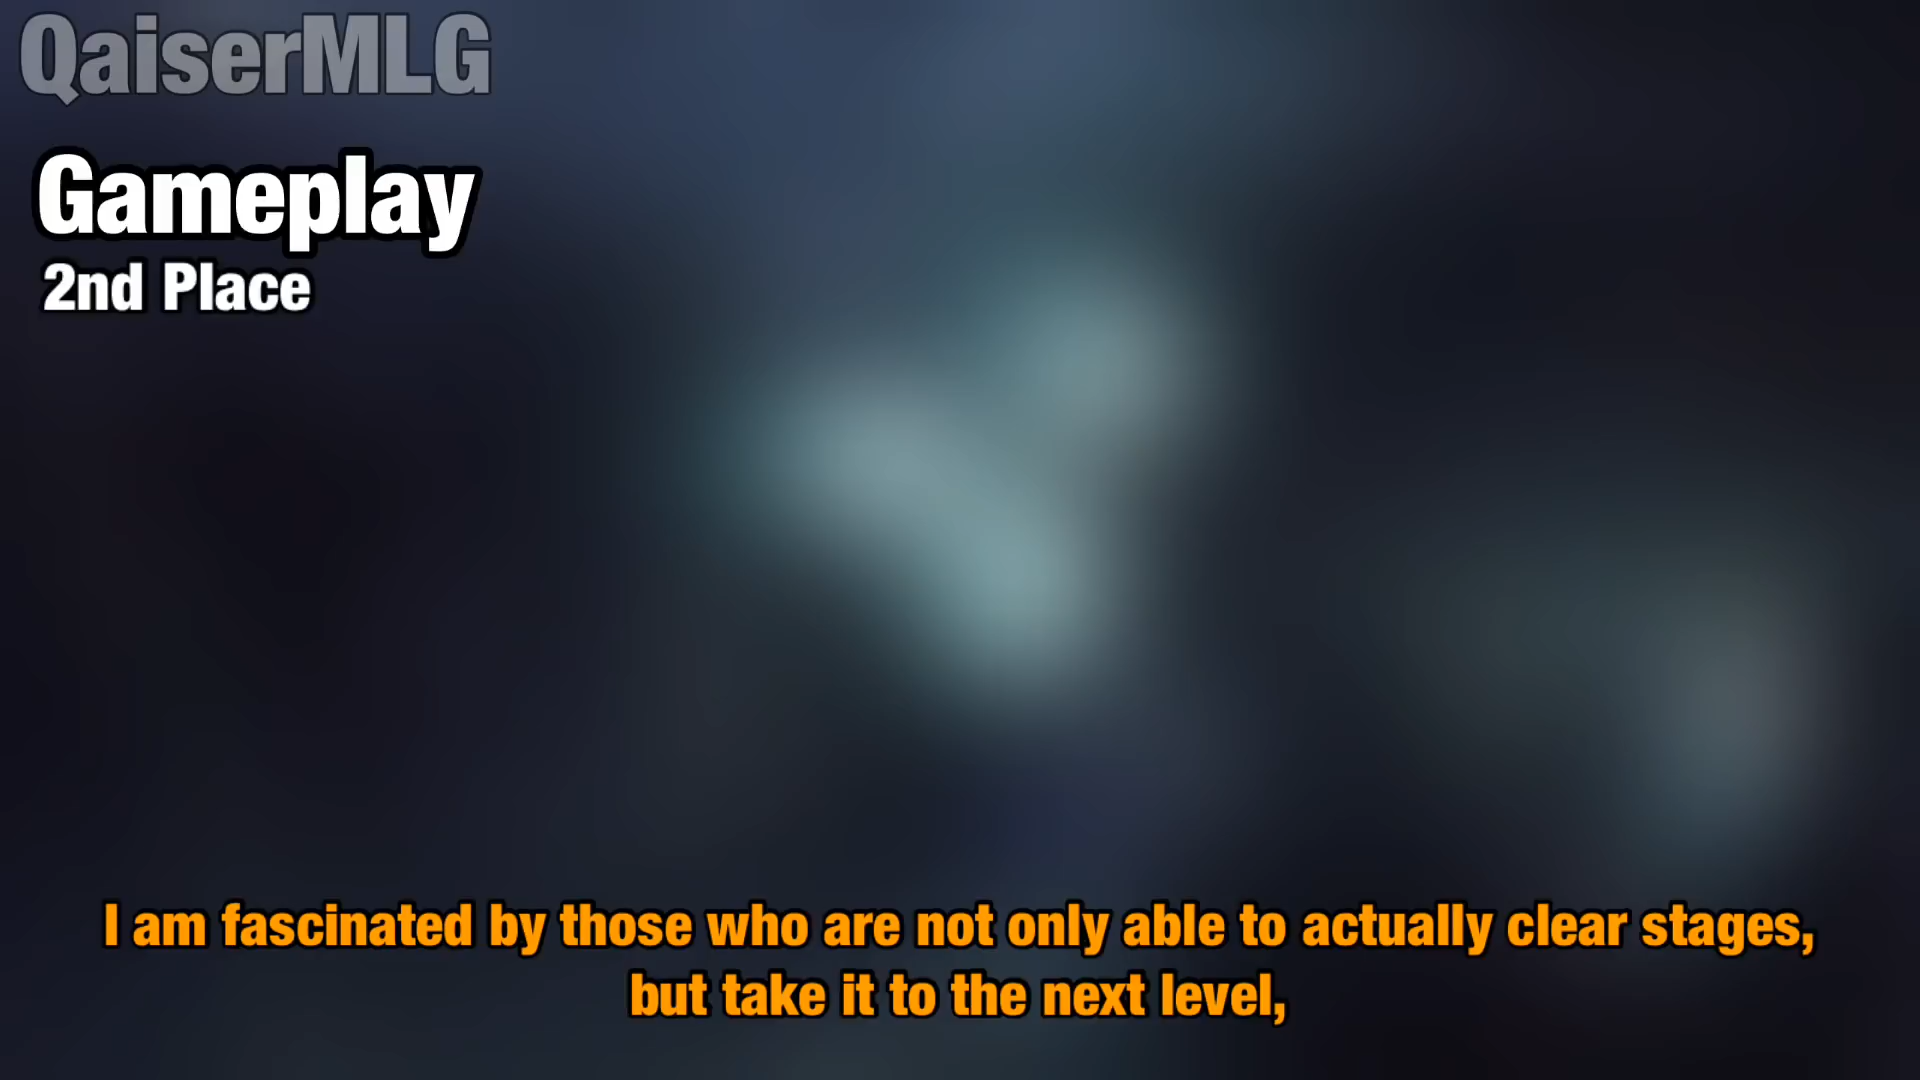 QaiserMLG
Gameplay
2nd Place
I am fascinated by those who are not only able to actually clear stages,
but take it to the next level,